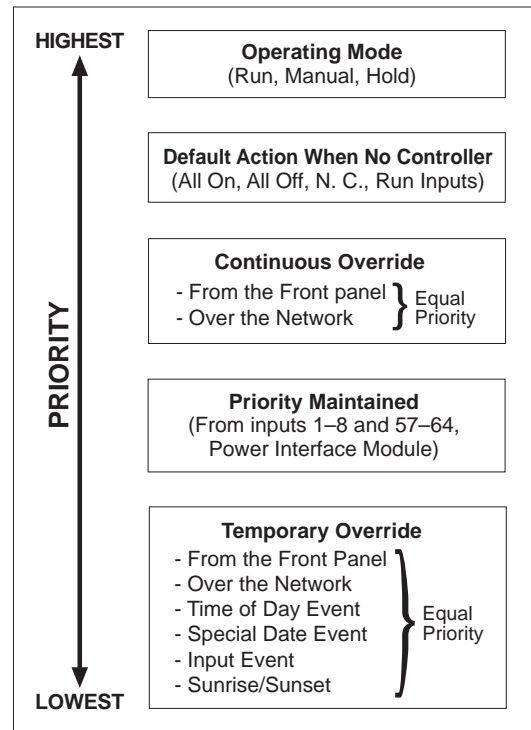 HIGHEST
Operating Mode
(Run, Manual, Hold)
Default Action When No Controller
(All On, All Off, N. C., Run Inputs)
Continuous Override
- From the Front panel
- Over the Network
} Equal
Priority
PRIORITY
Priority Maintained
(From inputs 1–8 and 57–64,
Power Interface Module)
Temporary Override
- From the Front Panel
- Over the Network
- Time of Day Event
- Special Date Event
- Input Event
- Sunrise/Sunset
} Equal
Priority
LOWEST